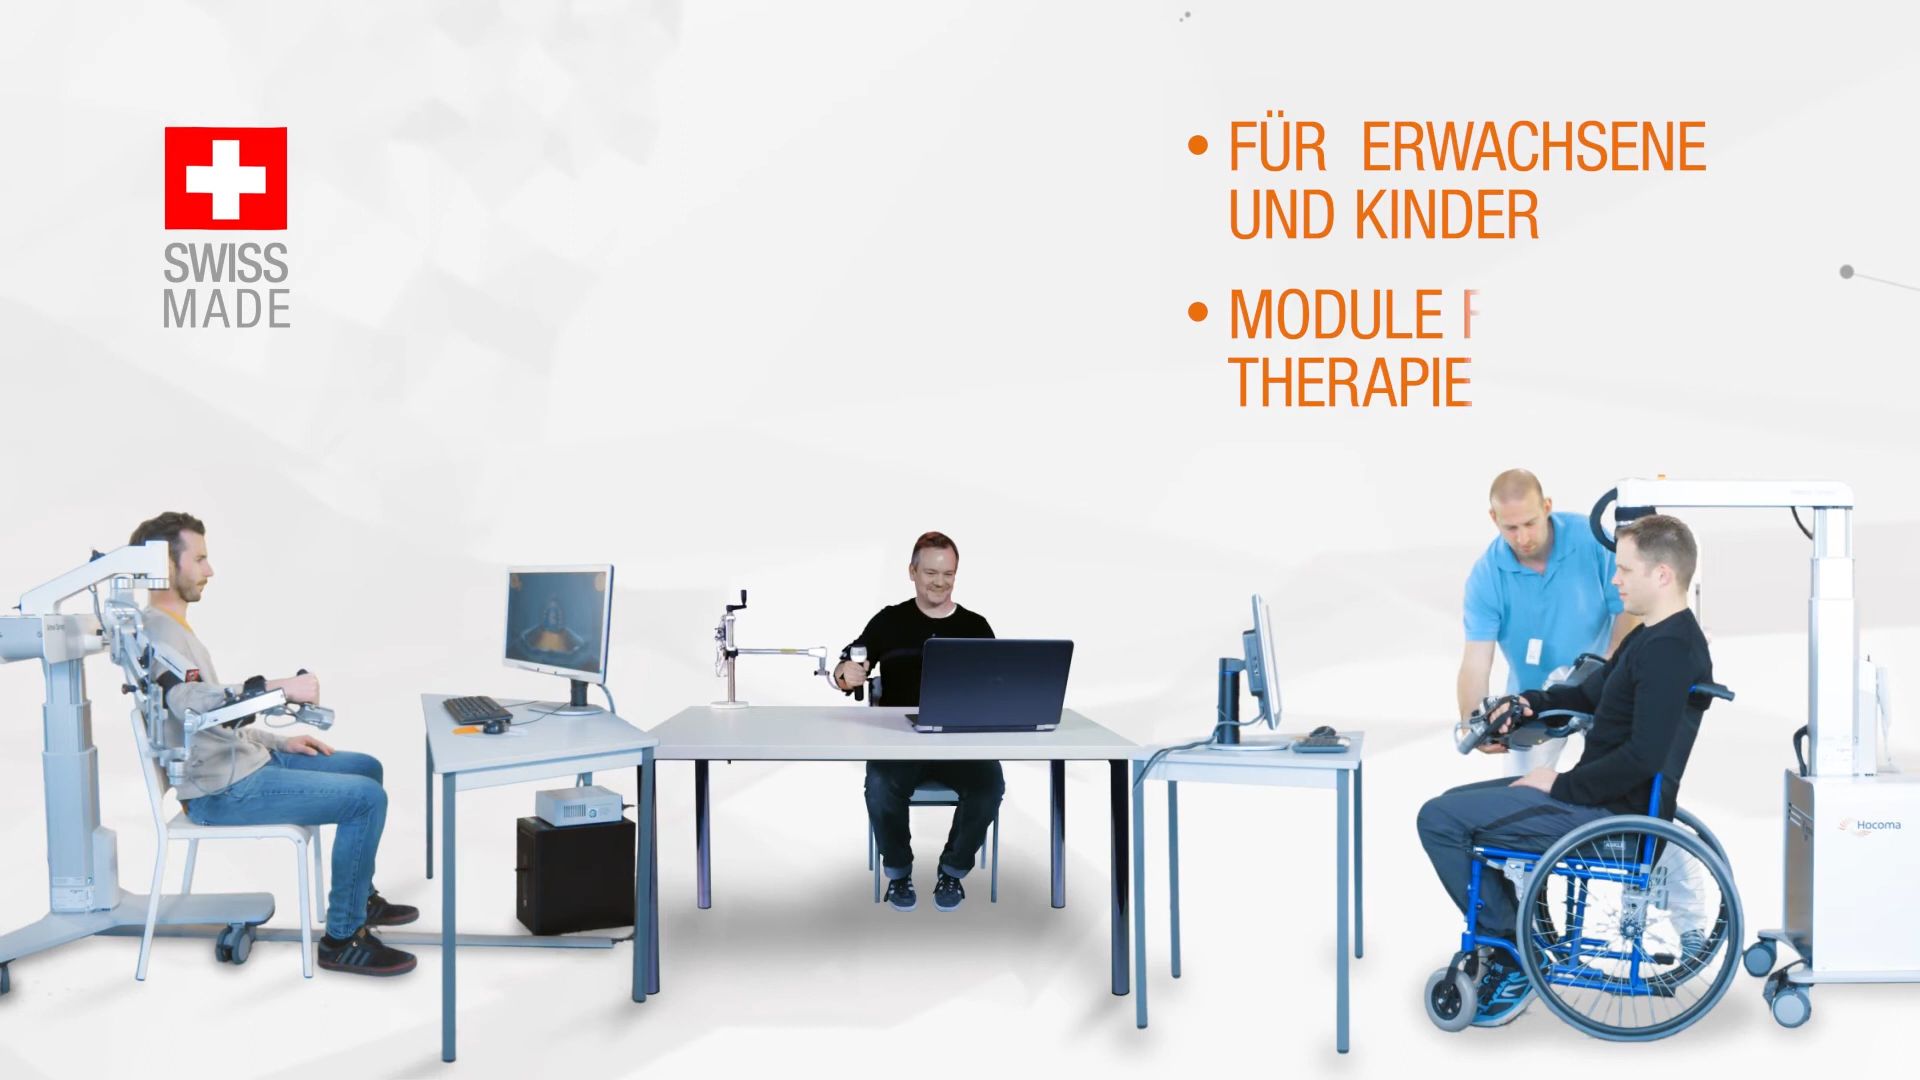 SWISS
MADE
• FÜR ERWACHSENE
UND KINDER
• MODULE
THERAPIE
Hocoma